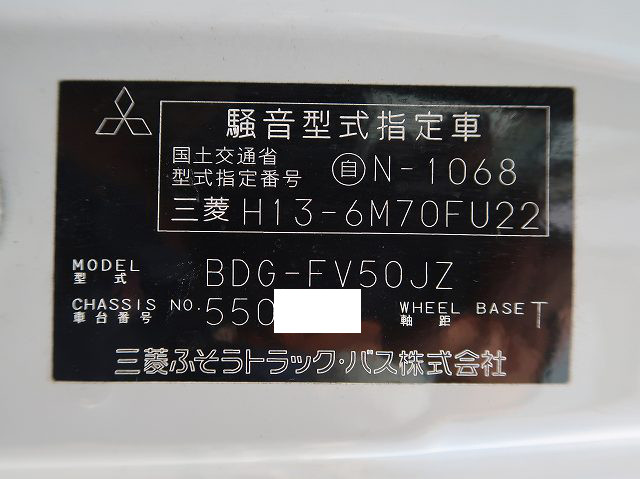 騒音型式指定車
国土交通省
型式指定番号 ㊂N-1068
三菱 H13-6M70FU22
MODEL BDG-FV50JZ
型式
CHASSIS NO. 550
車台番号
WHEEL BASE T
軸距
三菱ふそうトラック・バス株式会社